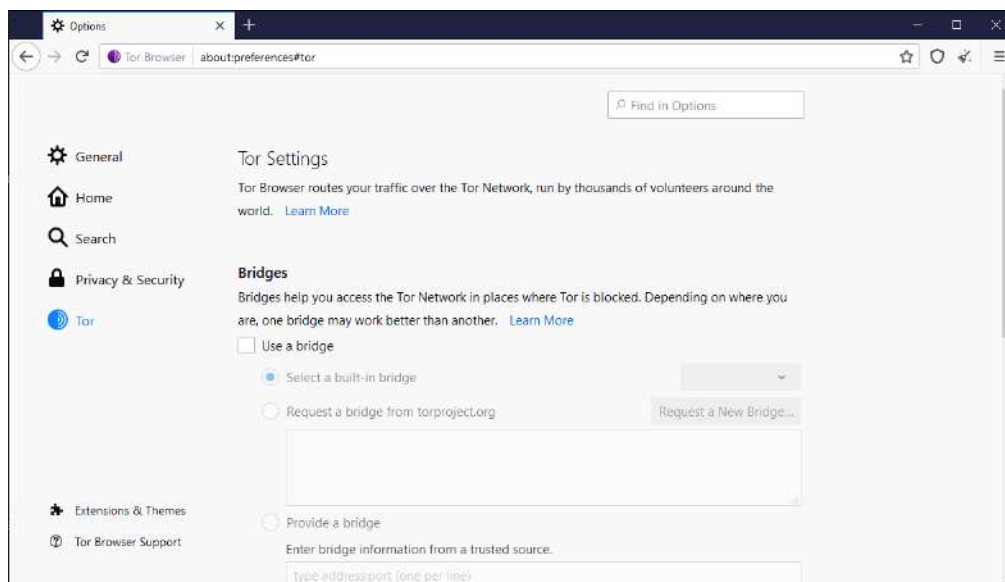 Options
Tor Browser about:preferences#tor
Find in Options
General
Home
Search
Privacy & Security
Tor
Extensions & Themes
Tor Browser Support
Tor Settings
Tor Browser routes your traffic over the Tor Network, run by thousands of volunteers around the
world. Learn More
Bridges
Bridges help you access the Tor Network in places where Tor is blocked. Depending on where you
are, one bridge may work better than another. Learn More
Use a bridge
Select a built-in bridge
Request a bridge from torproject.org
Request a New Bridge...
Provide a bridge
Enter bridge information from a trusted source.
type address:port (one per line)